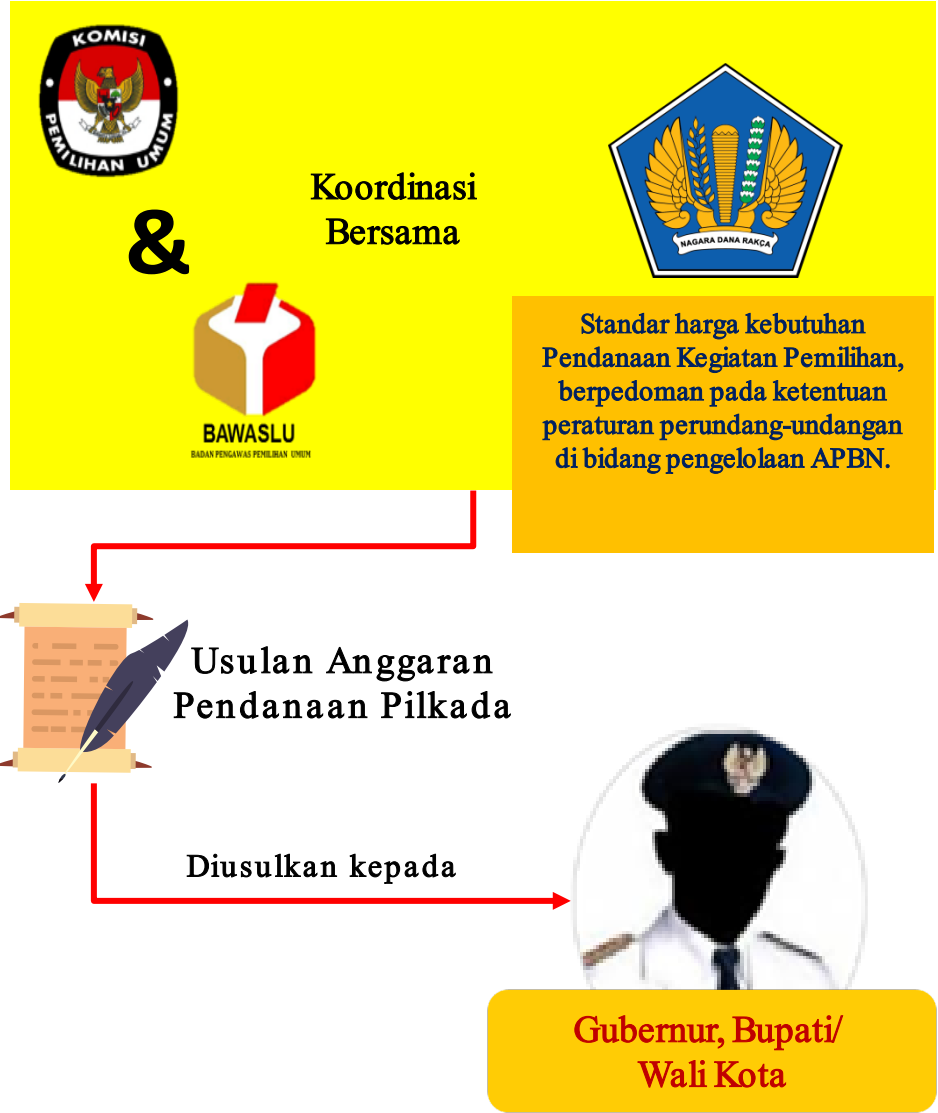 KOMISI
PEMILIHAN UMUM
&
Koordinasi
Bersama
BAWASLU
BADAN PENGAWAS PEMILIHAN UMUM
NAGARA DANA RAKÇA
Standar harga kebutuhan
Pendanaan Kegiatan Pemilihan,
berpedoman pada ketentuan
peraturan perundang-undangan
di bidang pengelolaan APBN.
Usulan Anggaran
Pendanaan Pilkada
Diusulkan kepada
Gubernur, Bupati/
Wali Kota